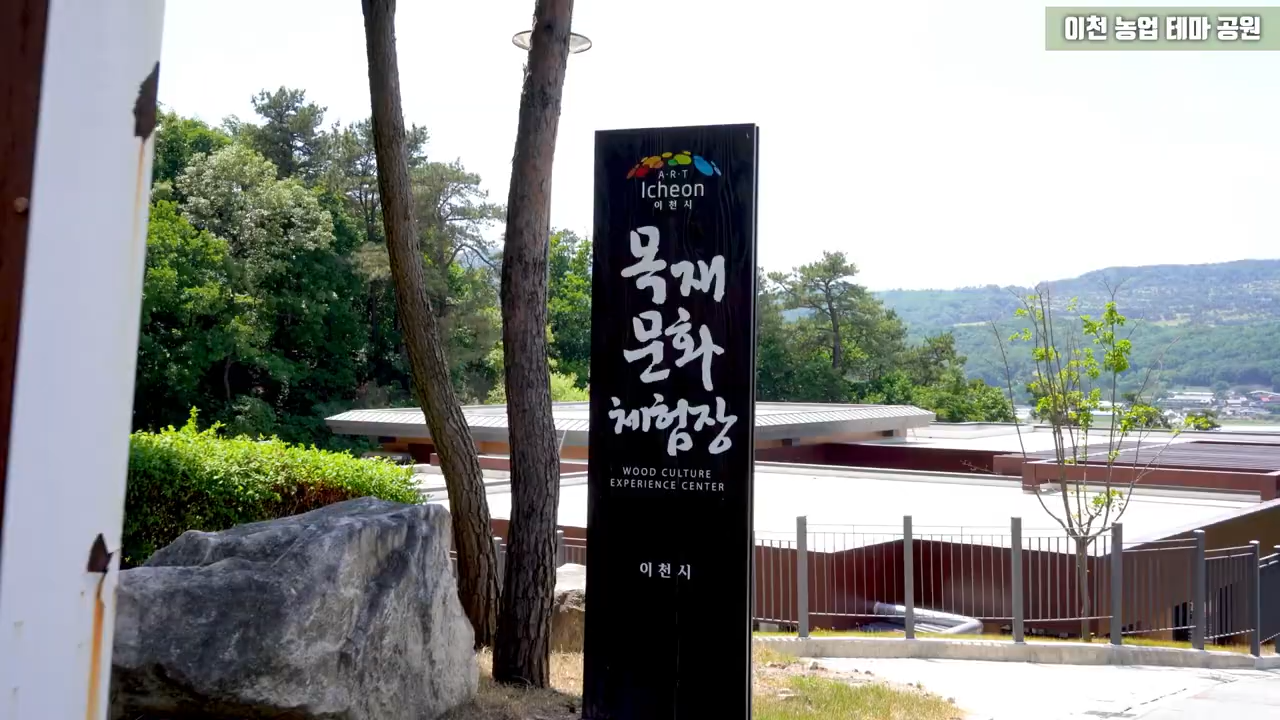 이천 농업 테마 공원
A·R·T
Icheon
이천시
목재
문화
체험장
WOOD CULTURE
EXPERIENCE CENTER
이천시